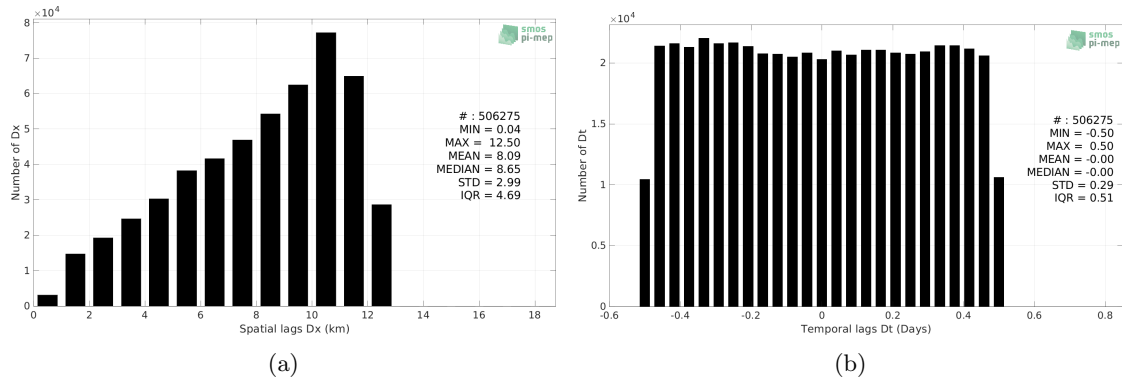 ×10⁴
8
7
6
5
4
3
2
1
0
Number of Dx
smos
pi-mep
# : 506275
MIN = 0.04
MAX = 12.50
MEAN = 8.09
MEDIAN = 8.65
STD = 2.99
IQR = 4.69
0 2 4 6 8 10 12 14 16 18
Spatial lags Dx (km)
(a)
×10⁴
2
1.5
1
0.5
0
Number of Dt
smos
pi-mep
# : 506275
MIN = -0.50
MAX = 0.50
MEAN = -0.00
MEDIAN = -0.00
STD = 0.29
IQR = 0.51
-0.6 -0.4 -0.2 0 0.2 0.4 0.6 0.8
Temporal lags Dt (Days)
(b)